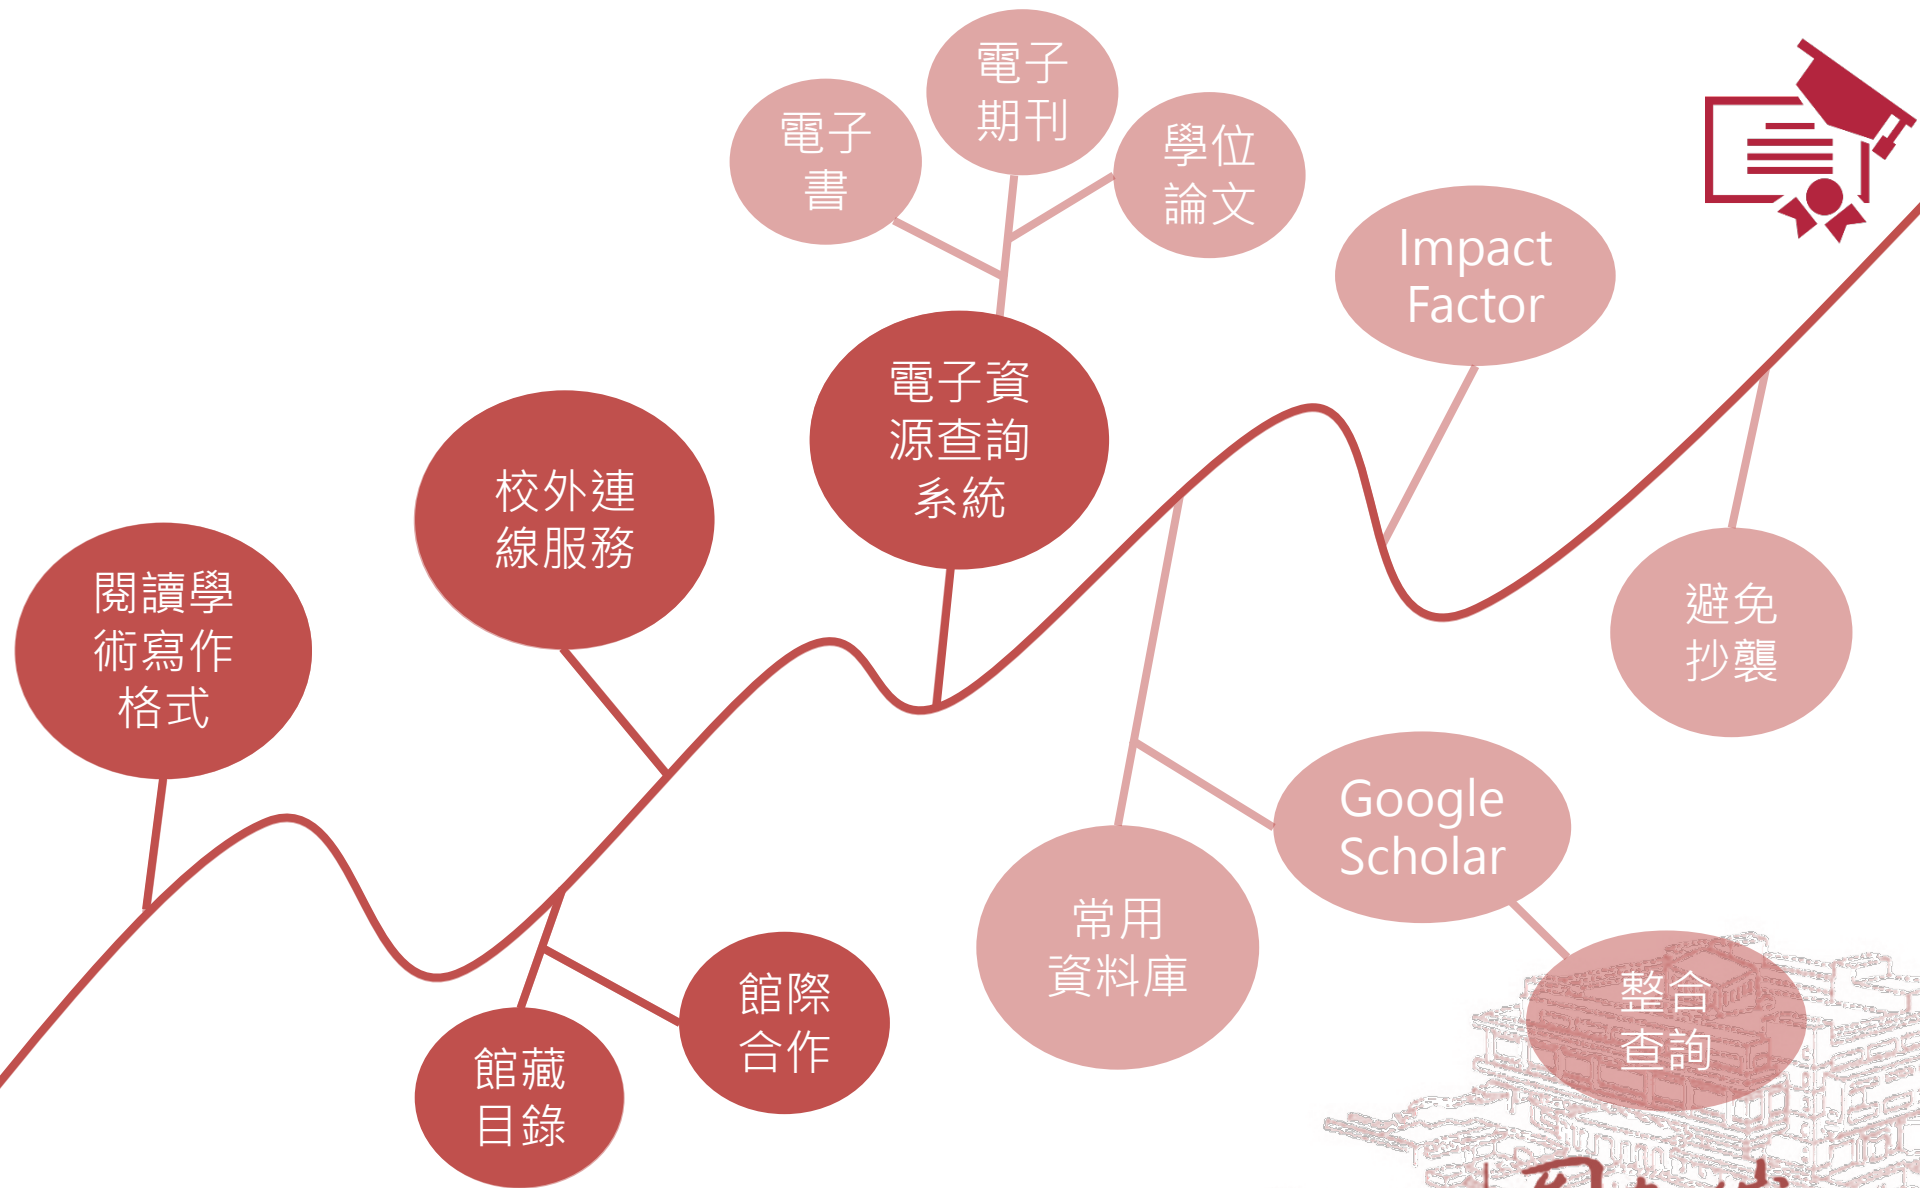 電子
期刊
電子
書
學位
論文
Impact
Factor
電子資
源查詢
系統
校外連
線服務
閱讀學
術寫作
格式
避免
抄襲
Google
Scholar
常用
資料庫
館際
合作
整合
查詢
館藏
目錄